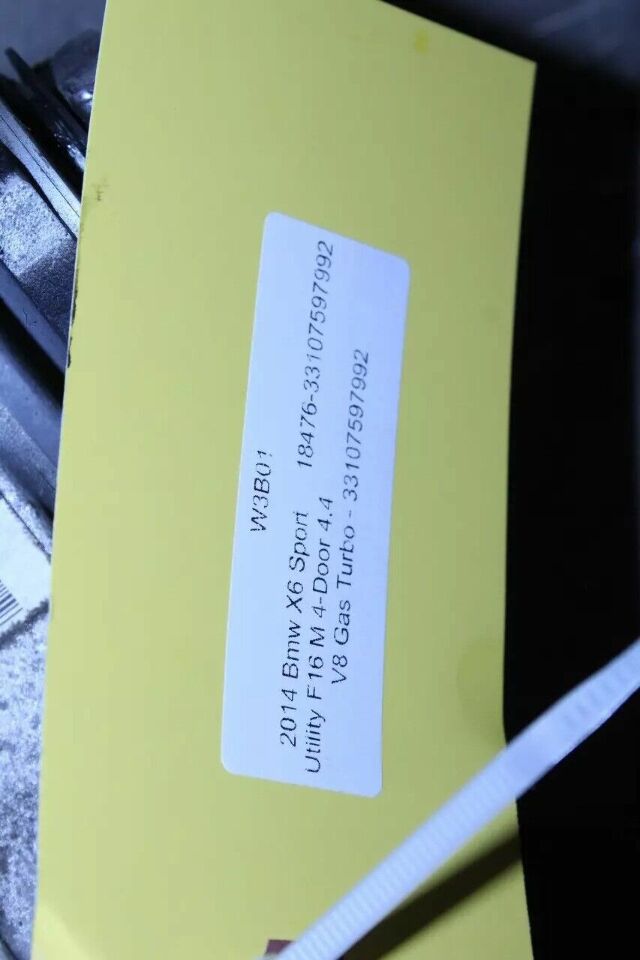 W3B01
2014 Bmw X6 Sport 18476-33107597992
Utility F16 M 4-Door 4.4
V8 Gas Turbo - 33107597992